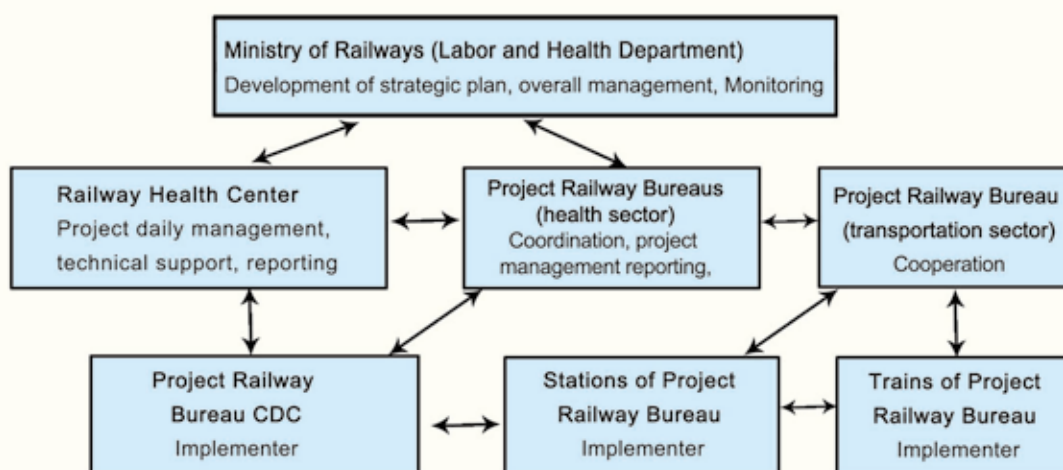 Ministry of Railways (Labor and Health Department)
Development of strategic plan, overall management, Monitoring
Railway Health Center
Project daily management,
technical support, reporting
Project Railway Bureaus
(health sector)
Coordination, project
management reporting,
Project Railway Bureau
(transportation sector)
Cooperation
Project Railway
Bureau CDC
Implementer
Stations of Project
Railway Bureau
Implementer
Trains of Project
Railway Bureau
Implementer